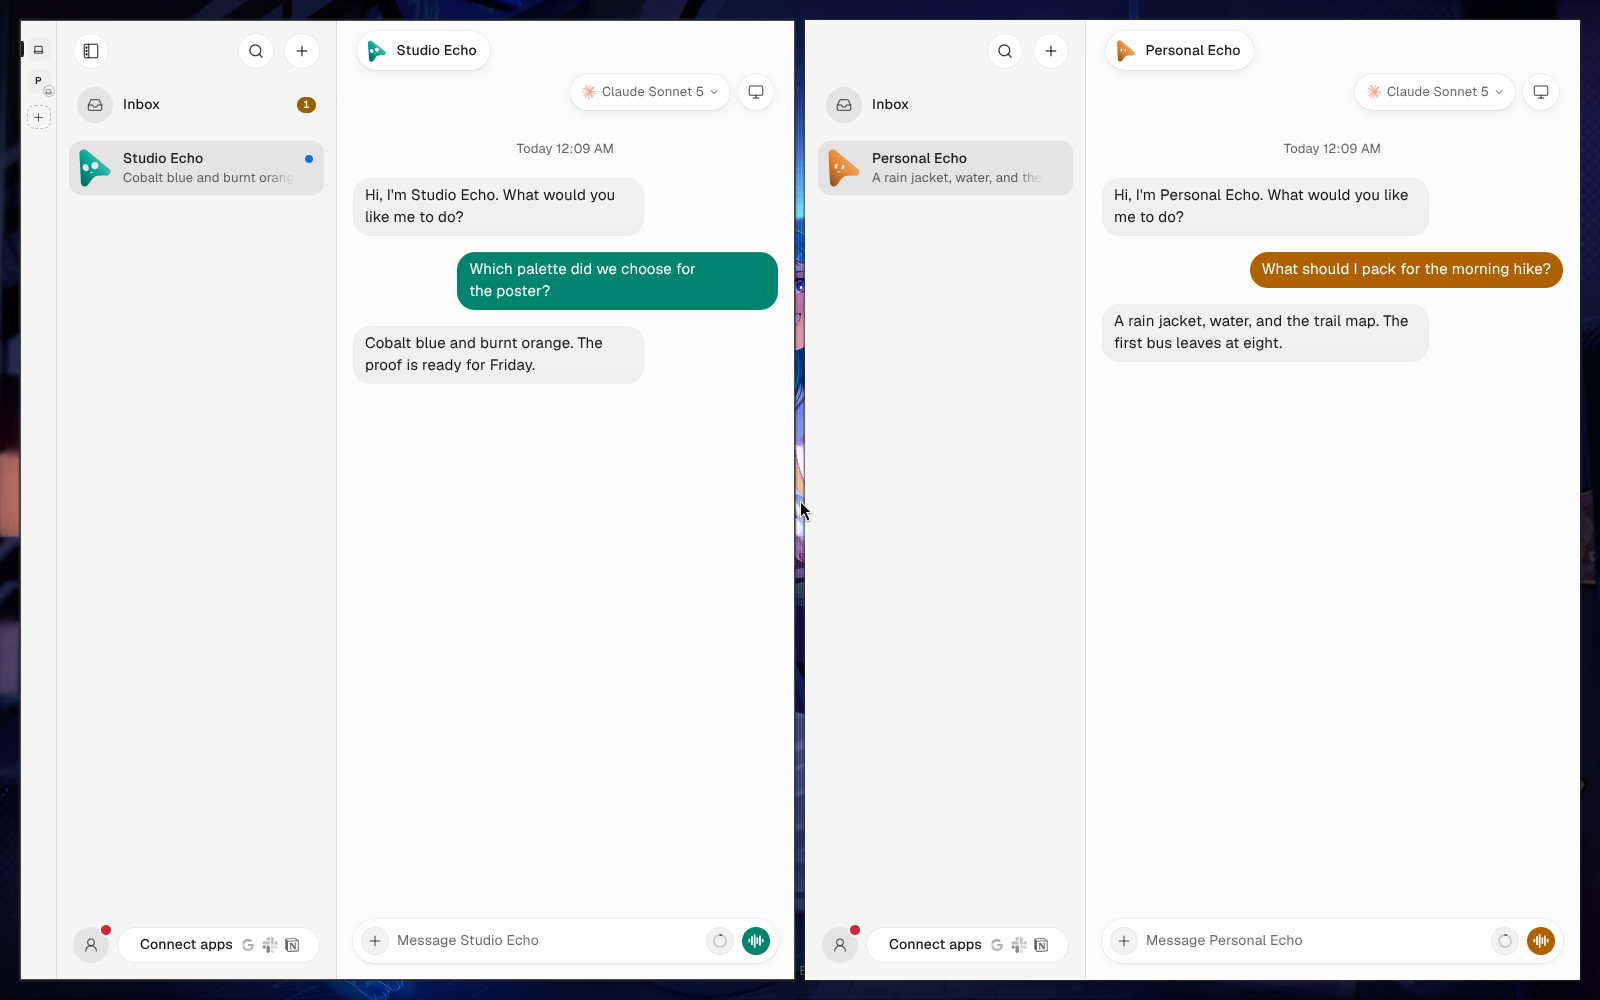 P
Inbox
1
Studio Echo
Cobalt blue and burnt orang
Connect apps
Studio Echo
Claude Sonnet 5
Today 12:09 AM
Hi, I'm Studio Echo. What would you
like me to do?
Which palette did we choose for
the poster?
Cobalt blue and burnt orange. The
proof is ready for Friday.
Message Studio Echo
Inbox
Personal Echo
A rain jacket, water, and the
Connect apps
Personal Echo
Claude Sonnet 5
Today 12:09 AM
Hi, I'm Personal Echo. What would you like
me to do?
What should I pack for the morning hike?
A rain jacket, water, and the trail map. The
first bus leaves at eight.
Message Personal Echo